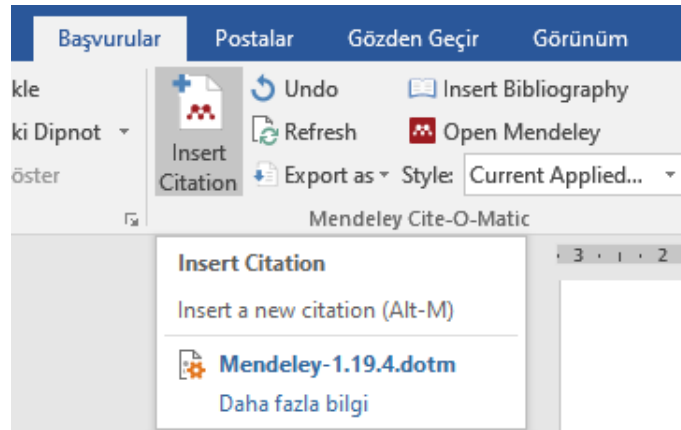 Başvurular Postalar Gözden Geçir Görünüm
kle
ki Dipnot
öster
Insert
Citation
Undo
Refresh
Export as
Insert Bibliography
Open Mendeley
Style: Current Applied...
Mendeley Cite-O-Matic
3 1 2
Insert Citation
Insert a new citation (Alt-M)
Mendeley-1.19.4.dotm
Daha fazla bilgi